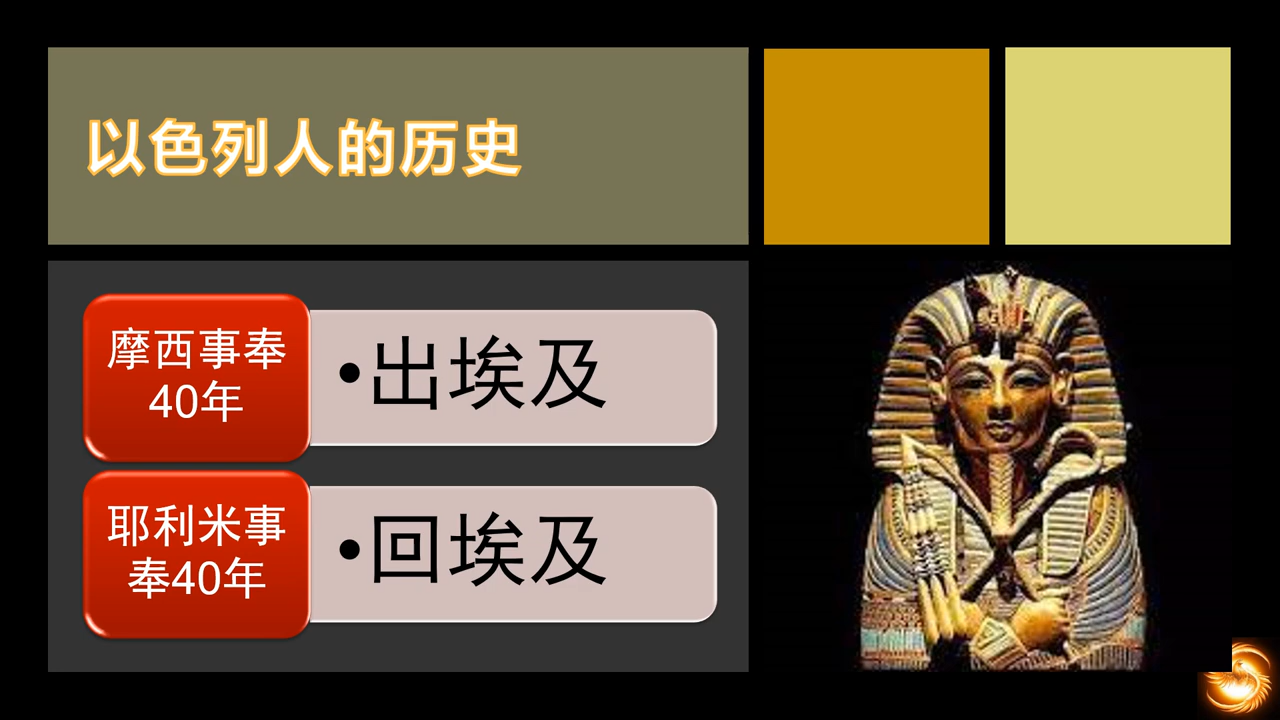 以色列人的历史
摩西事奉
40年
•出埃及
耶利米事
奉40年
•回埃及